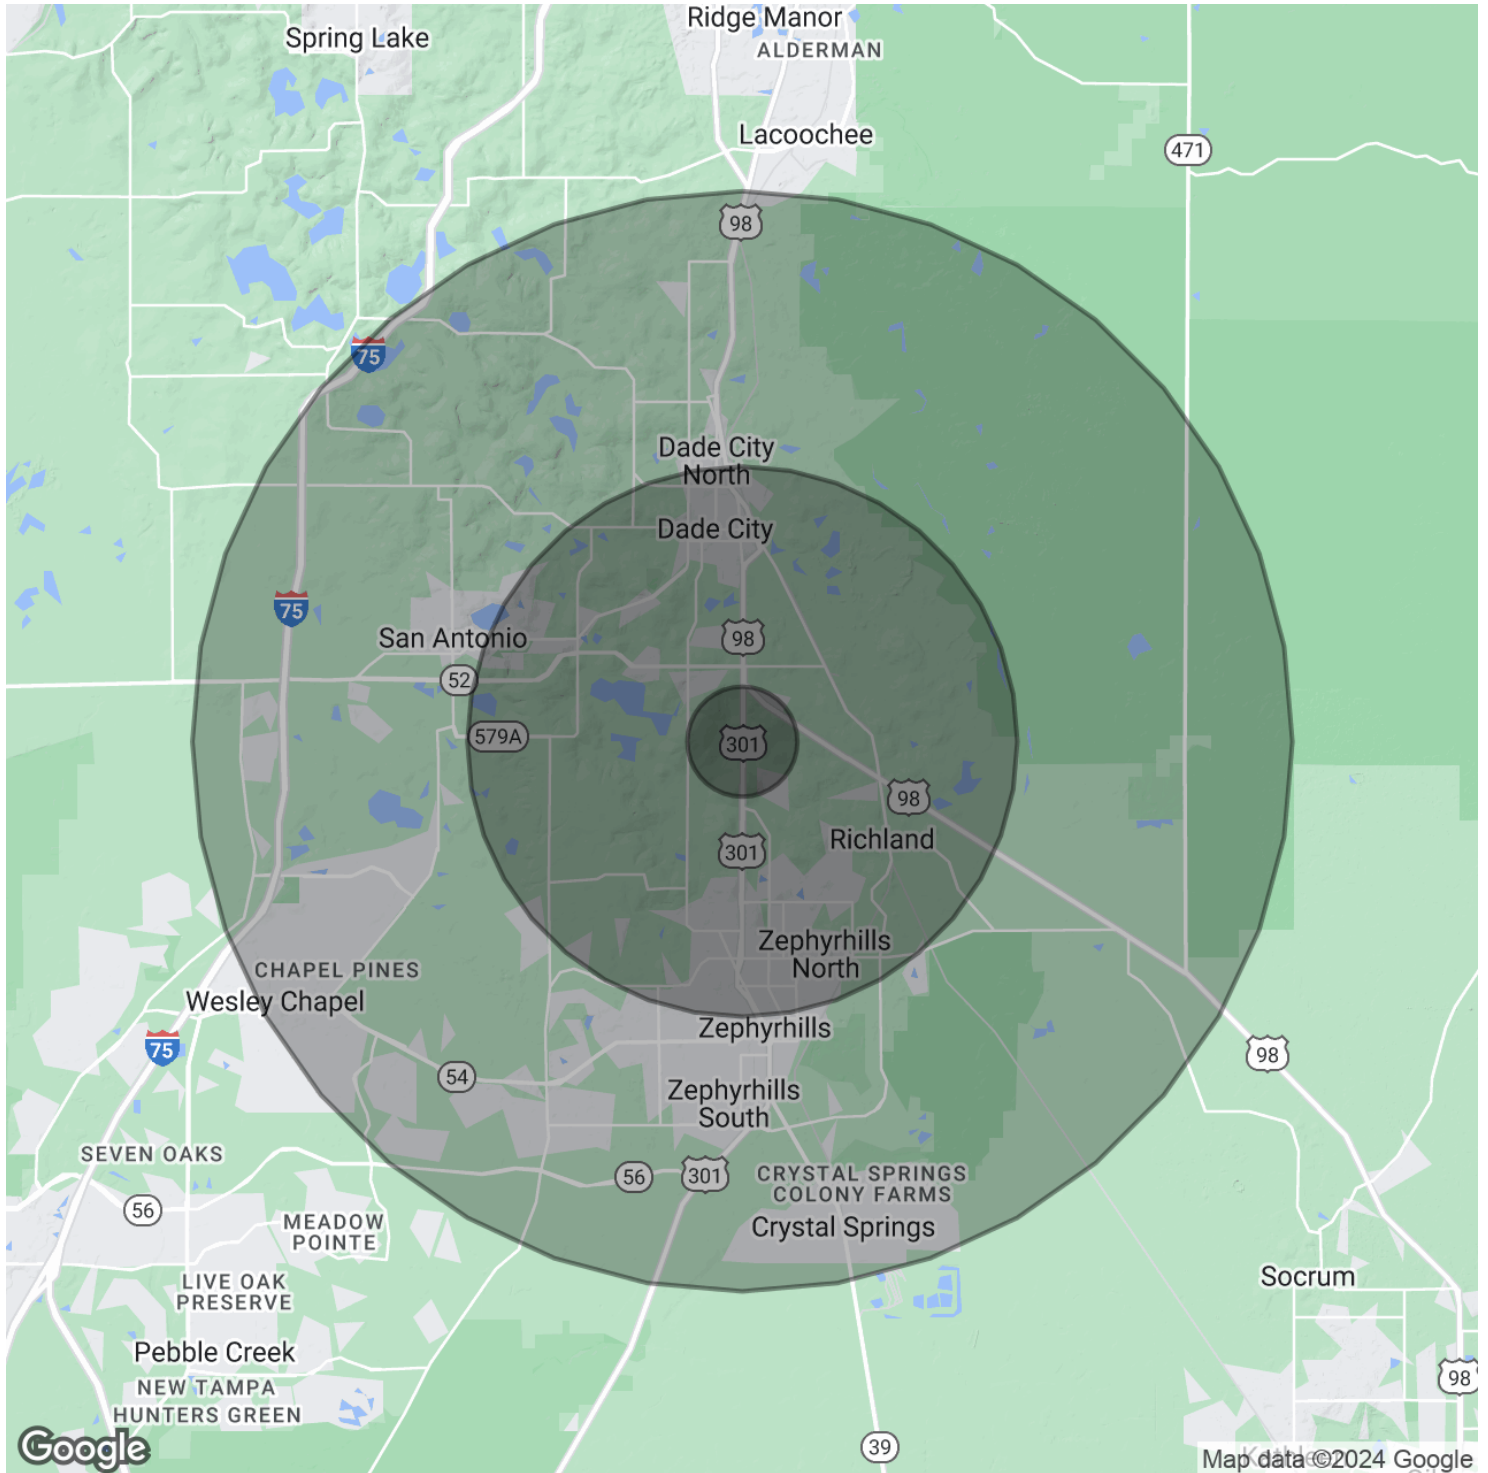 Ridge Manor
Spring Lake
ALDERMAN
Lacoochee
471
98
75
Dade City
North
Dade City
75
98
San Antonio
52
579A
301
98
Richland
301
Zephyrhills
North
CHAPEL PINES
Wesley Chapel
Zephyrhills
75
98
54
Zephyrhills
South
SEVEN OAKS
56
301
CRYSTAL SPRINGS
COLONY FARMS
56
MEADOW
POINTE
Crystal Springs
LIVE OAK
PRESERVE
Socrum
Pebble Creek
98
NEW TAMPA
HUNTERS GREEN
Google
39
Map data ©2024 Google